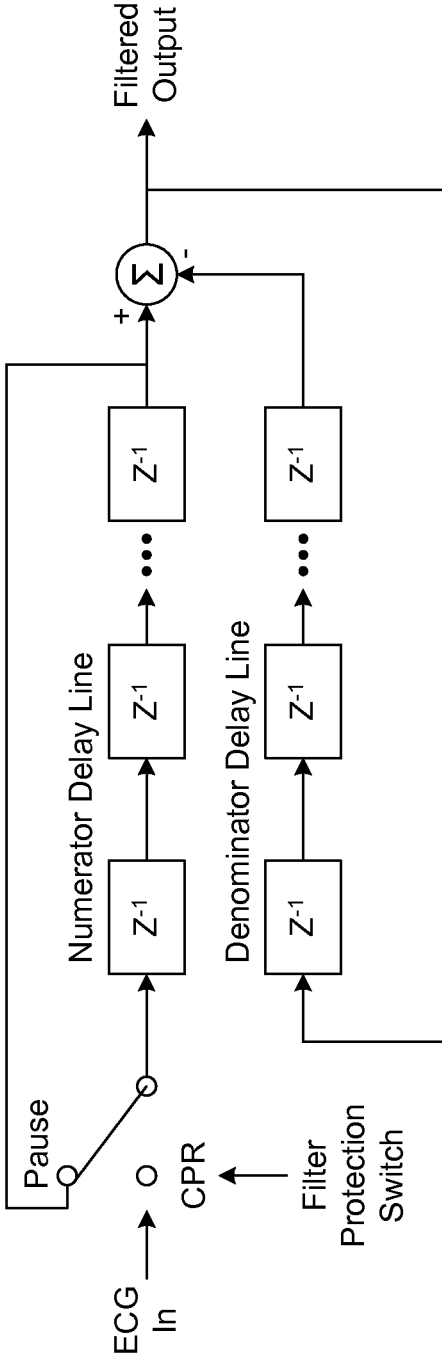 ECG
In
Pause
CPR
Filter
Protection
Switch
Numerator Delay Line
Z-1
Z-1
Z-1
Denominator Delay Line
Z-1
Z-1
Z-1
+
Σ
-
Filtered
Output